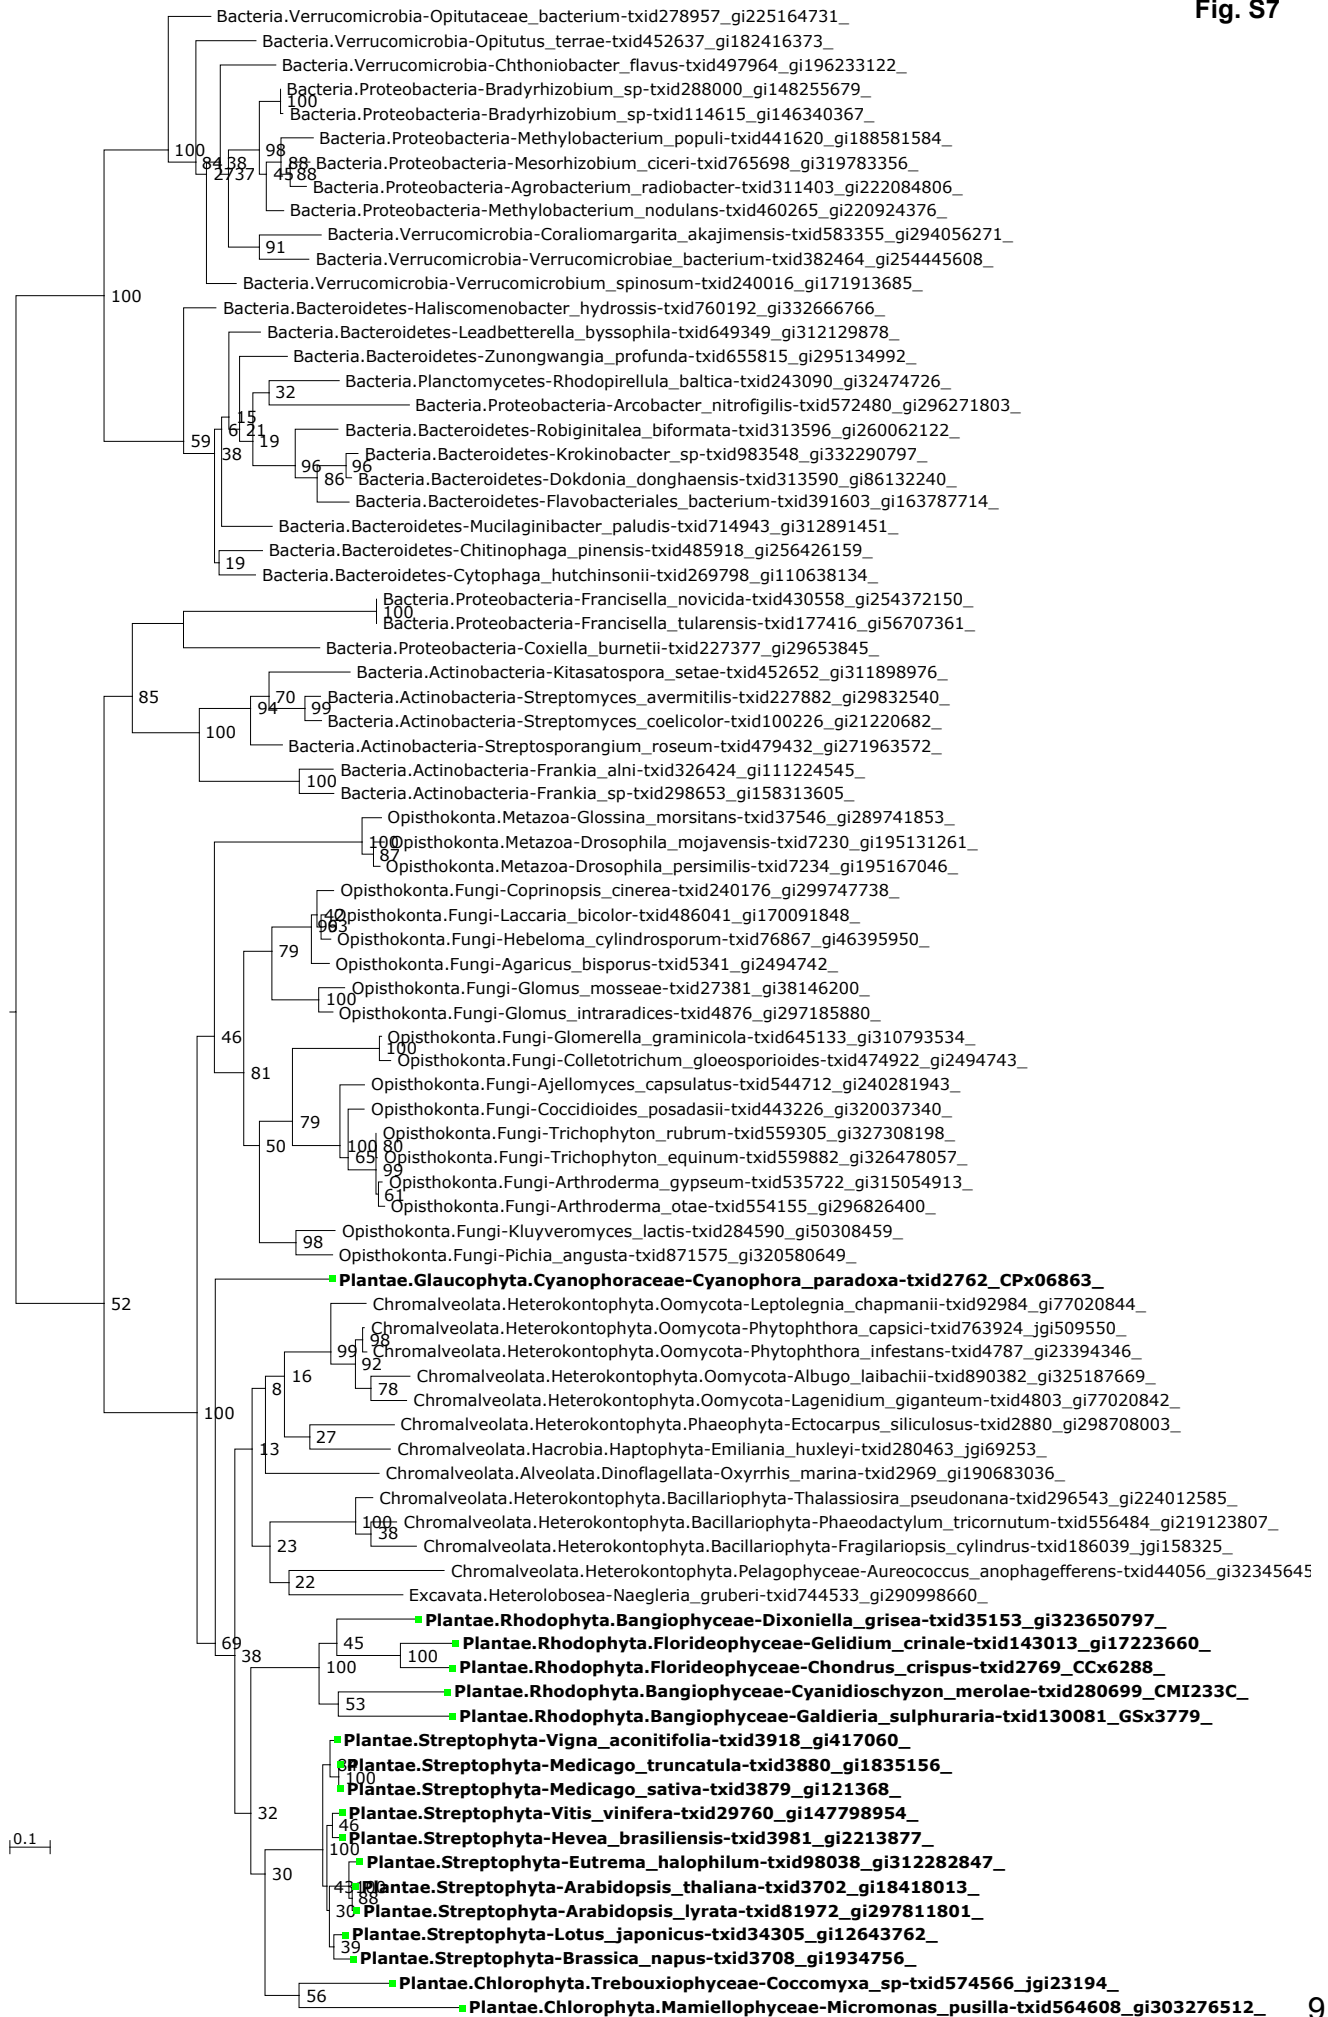 Fig. S7
Bacteria.Verrucomicrobia-Opitutaceae_bacterium-txid278957_gi225164731_
Bacteria.Verrucomicrobia-Opitutus_terrae-txid452637_gi182416373_
Bacteria.Verrucomicrobia-Chthoniobacter_flavus-txid497964_gi196233122_
Bacteria.Proteobacteria-Bradyrhizobium_sp-txid288000_gi148255679_
100
Bacteria.Proteobacteria-Bradyrhizobium_sp-txid114615_gi146340367_
Bacteria.Proteobacteria-Methylobacterium_populi-txid441620_gi188581584_
100 84 38 98 88 Bacteria.Proteobacteria-Mesorhizobium_ciceri-txid765698_gi319783356
27 37 45 88
Bacteria.Proteobacteria-Agrobacterium_radiobacter-txid311403_gi222084806_
Bacteria.Proteobacteria-Methylobacterium_nodulans-txid460265_gi220924376_
Bacteria.Verrucomicrobia-Coraliomargarita_akajimensis-txid583355_gi294056271_
91
Bacteria.Verrucomicrobia-Verrucomicrobiae_bacterium-txid382464_gi254445608_
Bacteria.Verrucomicrobia-Verrucomicrobium_spinosum-txid240016_gi171913685_
100
Bacteria.Bacteroidetes-Haliscomenobacter_hydrossis-txid760192_gi332666766_
Bacteria.Bacteroidetes-Leadbetterella_byssophila-txid649349_gi312129878_
Bacteria.Bacteroidetes-Zunongwangia_profunda-txid655815_gi295134992_
Bacteria.Planctomycetes-Rhodopirellula_baltica-txid243090_gi32474726_
32
Bacteria.Proteobacteria-Arcobacter_nitrofigilis-txid572480_gi296271803_
15
6 21 Bacteria.Bacteroidetes-Robiginitalea_biformata-txid313596_gi260062122_
59 19
38 Bacteria.Bacteroidetes-Krokinobacter_sp-txid983548_gi332290797_
96 96
86 Bacteria.Bacteroidetes-Dokdonia_donghaensis-txid313590_gi86132240_
Bacteria.Bacteroidetes-Flavobacteriales_bacterium-txid391603_gi163787714_
Bacteria.Bacteroidetes-Mucilaginibacter_paludis-txid714943_gi312891451_
Bacteria.Bacteroidetes-Chitinophaga_pinensis-txid485918_gi256426159_
19
Bacteria.Bacteroidetes-Cytophaga_hutchinsonii-txid269798_gi110638134_
Bacteria.Proteobacteria-Francisella_novicida-txid430558_gi254372150_
100
Bacteria.Proteobacteria-Francisella_tularensis-txid177416_gi56707361_
Bacteria.Proteobacteria-Coxiella_burnetii-txid227377_gi29653845_
Bacteria.Actinobacteria-Kitasatospora_setae-txid452652_gi311898976_
85 70 Bacteria.Actinobacteria-Streptomyces_avermitilis-txid227882_gi29832540_
94 99
Bacteria.Actinobacteria-Streptomyces_coelicolor-txid100226_gi21220682_
100
Bacteria.Actinobacteria-Streptosporangium_roseum-txid479432_gi271963572_
Bacteria.Actinobacteria-Frankia_alni-txid326424_gi111224545_
100
Bacteria.Actinobacteria-Frankia_sp-txid298653_gi158313605_
Opisthokonta.Metazoa-Glossina_morsitans-txid37546_gi289741853_
100 Opisthokonta.Metazoa-Drosophila_mojavensis-txid7230_gi195131261_
87
Opisthokonta.Metazoa-Drosophila_persimilis-txid7234_gi195167046_
Opisthokonta.Fungi-Coprinopsis_cinerea-txid240176_gi299747738_
42 Opisthokonta.Fungi-Laccaria_bicolor-txid486041_gi170091848_
93
Opisthokonta.Fungi-Hebeloma_cylindrosporum-txid76867_gi46395950_
79
Opisthokonta.Fungi-Agaricus_bisporus-txid5341_gi2494742_
Opisthokonta.Fungi-Glomus_mosseae-txid27381_gi38146200_
100
Opisthokonta.Fungi-Glomus_intraradices-txid4876_gi297185880_
46 Opisthokonta.Fungi-Glomerella_graminicola-txid645133_gi310793534_
100
Opisthokonta.Fungi-Colletotrichum_gloeosporioides-txid474922_gi2494743_
81
Opisthokonta.Fungi-Ajellomyces_capsulatus-txid544712_gi240281943_
Opisthokonta.Fungi-Coccidioides_posadasii-txid443226_gi320037340_
79
Opisthokonta.Fungi-Trichophyton_rubrum-txid559305_gi327308198_
50 100 80
65 Opisthokonta.Fungi-Trichophyton_equinum-txid559882_gi326478057_
99
Opisthokonta.Fungi-Arthroderma_gypseum-txid535722_gi315054913_
61
Opisthokonta.Fungi-Arthroderma_otae-txid554155_gi296826400_
Opisthokonta.Fungi-Kluyveromyces_lactis-txid284590_gi50308459_
98
Opisthokonta.Fungi-Pichia_angusta-txid871575_gi320580649_
Plantae.Glaucophyta.Cyanophoraceae-Cyanophora_paradoxa-txid2762_CPx06863_
52 Chromalveolata.Heterokontophyta.Oomycota-Leptolegnia_chapmanii-txid92984_gi77020844_
Chromalveolata.Heterokontophyta.Oomycota-Phytophthora_capsici-txid763924_jgi509550_
98
99 Chromalveolata.Heterokontophyta.Oomycota-Phytophthora_infestans-txid4787_gi23394346_
92
16 Chromalveolata.Heterokontophyta.Oomycota-Albugo_laibachii-txid890382_gi325187669_
8 78
Chromalveolata.Heterokontophyta.Oomycota-Lagenidium_giganteum-txid4803_gi77020842_
100
Chromalveolata.Heterokontophyta.Phaeophyta-Ectocarpus_siliculosus-txid2880_gi298708003_
27
13 Chromalveolata.Hacrobia.Haptophyta-Emiliania_huxleyi-txid280463_jgi69253_
Chromalveolata.Alveolata.Dinoflagellata-Oxyrrhis_marina-txid2969_gi190683036_
Chromalveolata.Heterokontophyta.Bacillariophyta-Thalassiosira_pseudonana-txid296543_gi224012585_
100 Chromalveolata.Heterokontophyta.Bacillariophyta-Phaeodactylum_tricornutum-txid556484_gi219123807_
38
23 Chromalveolata.Heterokontophyta.Bacillariophyta-Fragilariopsis_cylindrus-txid186039_jgi158325_
Chromalveolata.Heterokontophyta.Pelagophyceae-Aureococcus_anophagefferens-txid44056_gi32345645
22
Excavata.Heterolobosea-Naegleria_gruberi-txid744533_gi290998660_
Plantae.Rhodophyta.Bangiophyceae-Dixoniella_grisea-txid35153_gi323650797_
69 45 Plantae.Rhodophyta.Florideophyceae-Gelidium_crinale-txid143013_gi17223660_
38 100
100 Plantae.Rhodophyta.Florideophyceae-Chondrus_crispus-txid2769_CCx6288_
Plantae.Rhodophyta.Bangiophyceae-Cyanidioschyzon_merolae-txid280699_CMI233C_
53
Plantae.Rhodophyta.Bangiophyceae-Galdieria_sulphuraria-txid130081_GSx3779_
Plantae.Streptophyta-Vigna_aconitifolia-txid3918_gi417060_
Plantae.Streptophyta-Medicago_truncatula-txid3880_gi1835156_
100
Plantae.Streptophyta-Medicago_sativa-txid3879_gi121368_
32 Plantae.Streptophyta-Vitis_vinifera-txid29760_gi147798954_
46
0.1 Plantae.Streptophyta-Hevea_brasiliensis-txid3981_gi2213877_
100
30 Plantae.Streptophyta-Eutrema_halophilum-txid98038_gi312282847_
43 100 Plantae.Streptophyta-Arabidopsis_thaliana-txid3702_gi18418013_
88
30 Plantae.Streptophyta-Arabidopsis_lyrata-txid81972_gi297811801_
Plantae.Streptophyta-Lotus_japonicus-txid34305_gi12643762_
39
Plantae.Streptophyta-Brassica_napus-txid3708_gi1934756_
Plantae.Chlorophyta.Trebouxiophyceae-Coccomyxa_sp-txid574566_jgi23194_
56
Plantae.Chlorophyta.Mamiellophyceae-Micromonas_pusilla-txid564608_gi303276512_
9